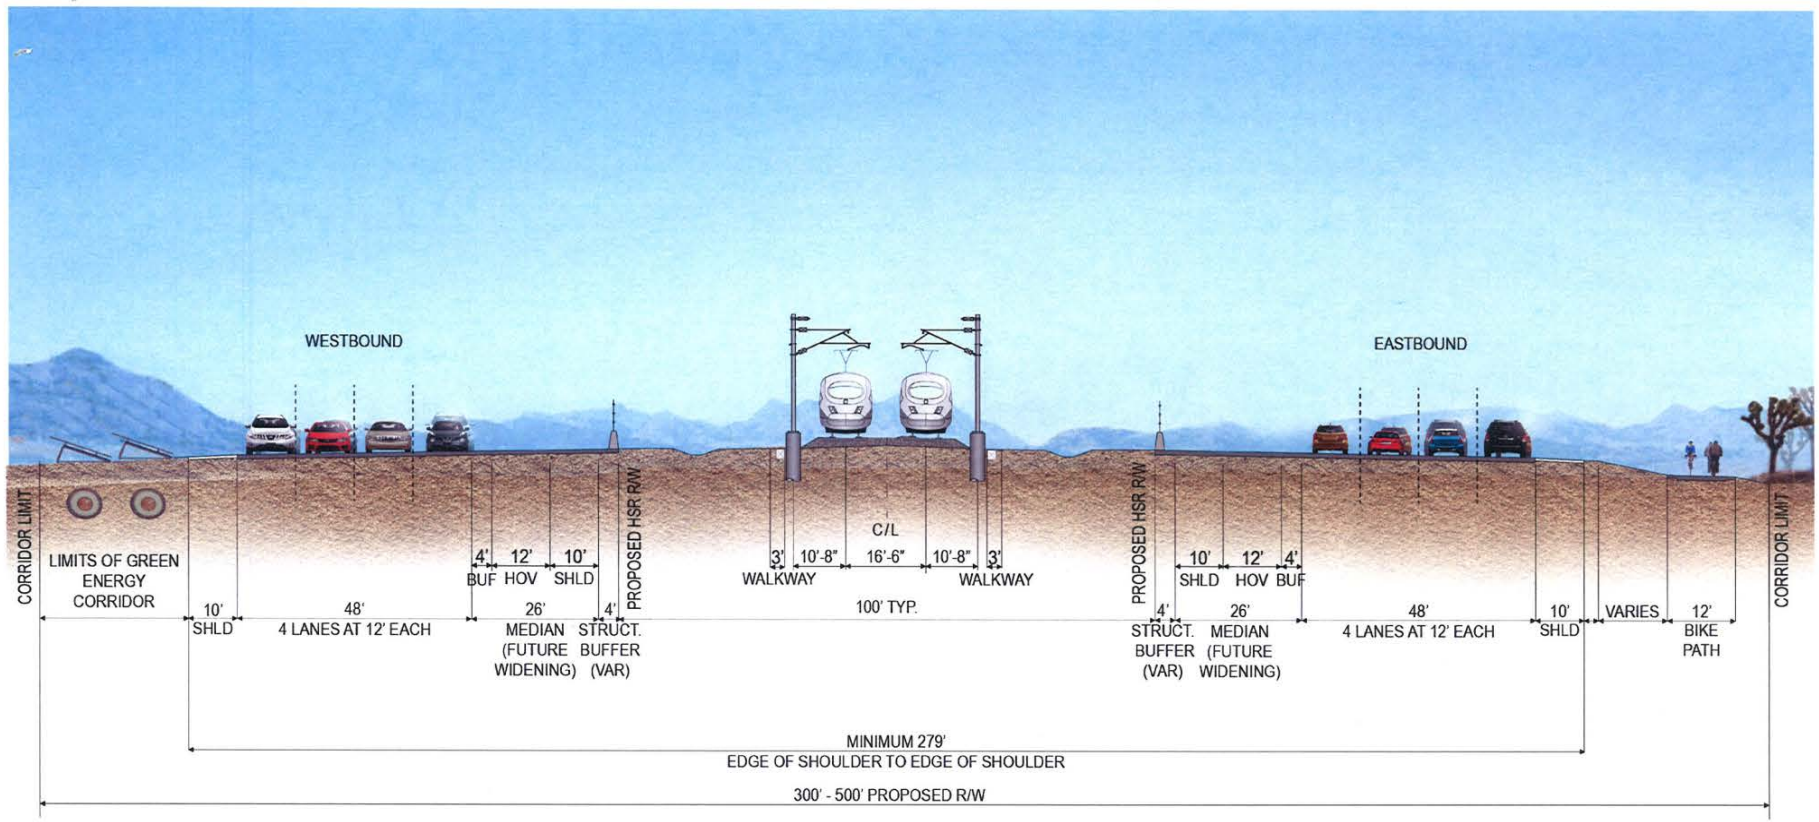 WESTBOUND
EASTBOUND
CORRIDOR LIMIT
LIMITS OF GREEN
ENERGY
CORRIDOR
10'
SHLD
48'
4 LANES AT 12' EACH
4'
BUF
12'
HOV
10'
SHLD
26'
MEDIAN
(FUTURE
WIDENING)
4'
STRUCT.
BUFFER
(VAR)
PROPOSED HSR R/W
3'
WALKWAY
10'-8"
C/L
16'-6"
10'-8"
3'
WALKWAY
100' TYP.
PROPOSED HSR R/W
4'
STRUCT.
BUFFER
(VAR)
10'
SHLD
12'
HOV
4'
BUF
26'
MEDIAN
(FUTURE
WIDENING)
48'
4 LANES AT 12' EACH
10'
SHLD
VARIES
12'
BIKE
PATH
CORRIDOR LIMIT
MINIMUM 279'
EDGE OF SHOULDER TO EDGE OF SHOULDER
300' - 500' PROPOSED R/W